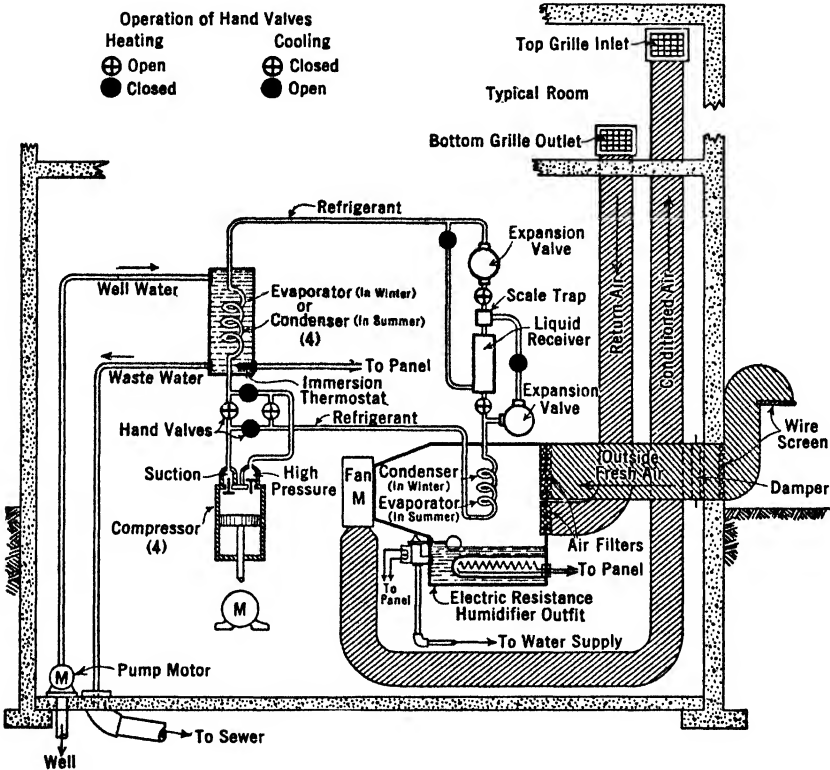 Operation of Hand Valves
Heating
Cooling
Open
Closed
Closed
Open
Top Grille Inlet
Typical Room
Bottom Grille Outlet
Refrigerant
Expansion
Valve
Scale Trap
Liquid
Receiver
Expansion
Valve
Return Air
Conditioned Air
Well Water
Evaporator (In Winter)
or
Condenser (In Summer)
(4)
Waste Water
To Panel
Immersion
Thermostat
Hand Valves
Refrigerant
Suction
High
Pressure
Compressor
(4)
M
Fan
M
Condenser
(In Winter)
Evaporator
(In Summer)
Outside
Fresh Air
Wire
Screen
Damper
Air Filters
To Panel
To
Panel
Electric Resistance
Humidifier Outfit
To Water Supply
M
Pump Motor
To Sewer
Well